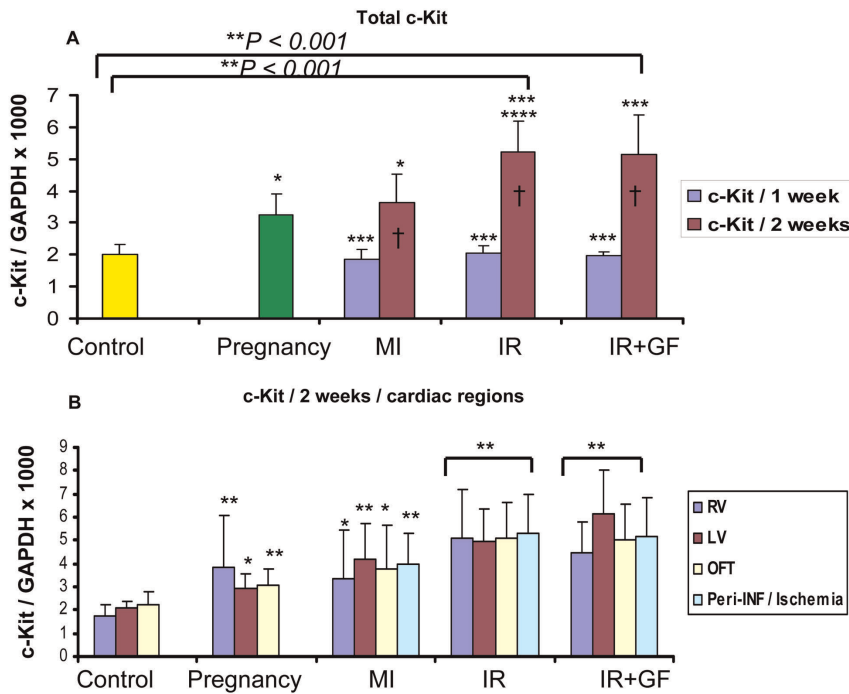 Total c-Kit
A
**P < 0.001
**P < 0.001
c-Kit / GAPDH x 1000
7
6
5
4
3
2
1
0
*
***
†
*
***
***
****
†
***
***
†
Control Pregnancy MI IR IR+GF
c-Kit / 1 week
c-Kit / 2 weeks
B
c-Kit / 2 weeks / cardiac regions
c-Kit / GAPDH x 1000
9
8
7
6
5
4
3
2
1
0
** * **
* ** * **
**
**
Control Pregnancy MI IR IR+GF
RV
LV
OFT
Peri-INF / Ischemia